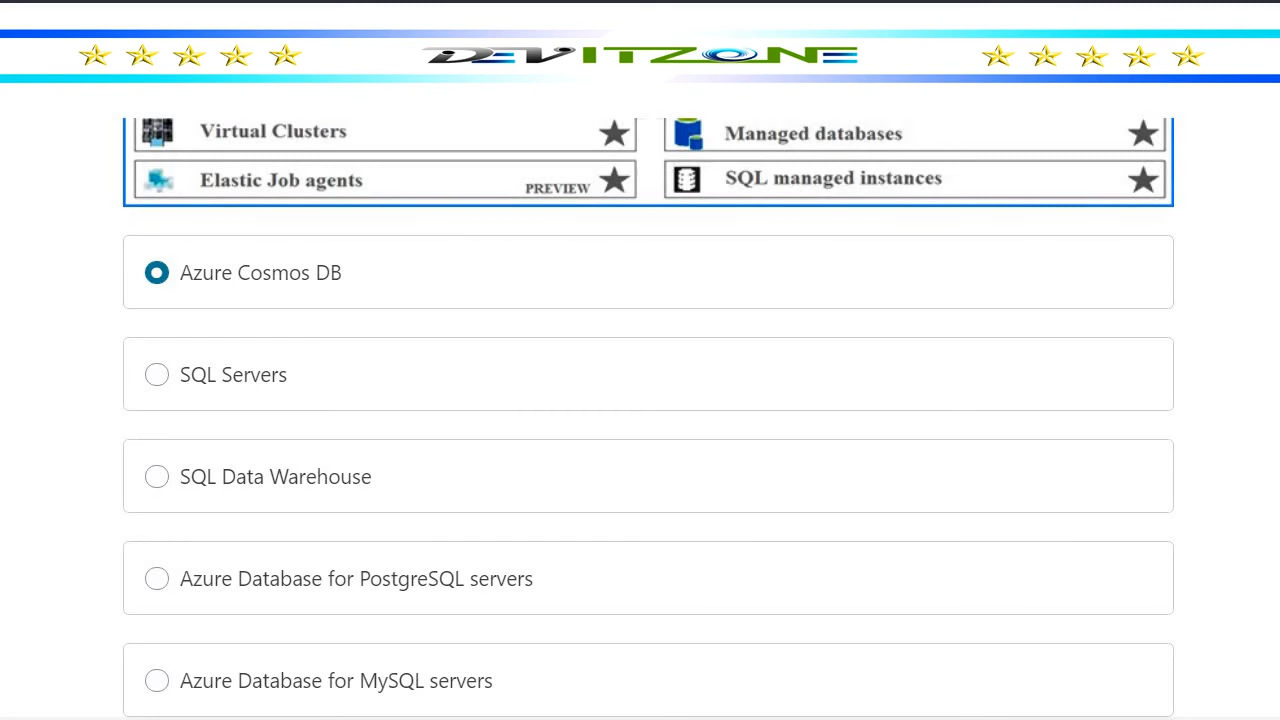 DEVITZONE
Virtual Clusters
Managed databases
Elastic Job agents
PREVIEW
SQL managed instances
Azure Cosmos DB
SQL Servers
SQL Data Warehouse
Azure Database for PostgreSQL servers
Azure Database for MySQL servers